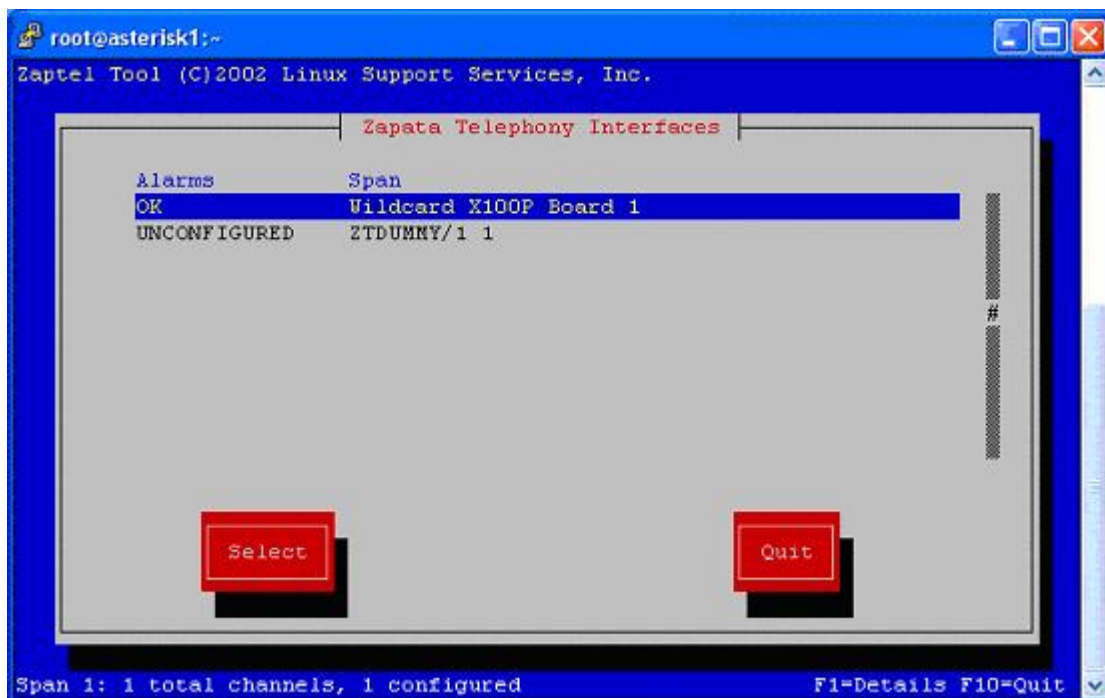 root@asterisk1:~
Zaptel Tool (C)2002 Linux Support Services, Inc.
Zapata Telephony Interfaces
Alarms Span
OK Wildcard X100P Board 1
UNCONFIGURED ZTDUMMY/1 1
#
Select Quit
Span 1: 1 total channels, 1 configured F1=Details F10=Quit